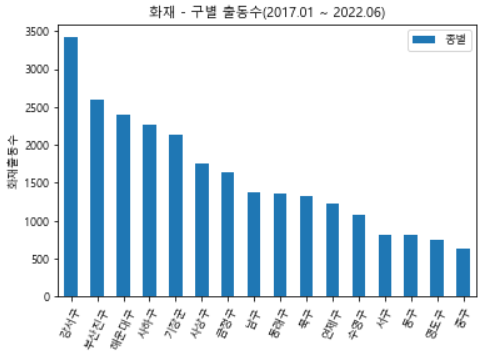 화재 - 구별 출동수(2017.01 ~ 2022.06)
종별
화재출동수
3500
3000
2500
2000
1500
1000
500
0
강서구
부산진구
해운대구
사하구
기장군
사상구
금정구
남구
동래구
북구
연제구
수영구
서구
동구
영도구
중구